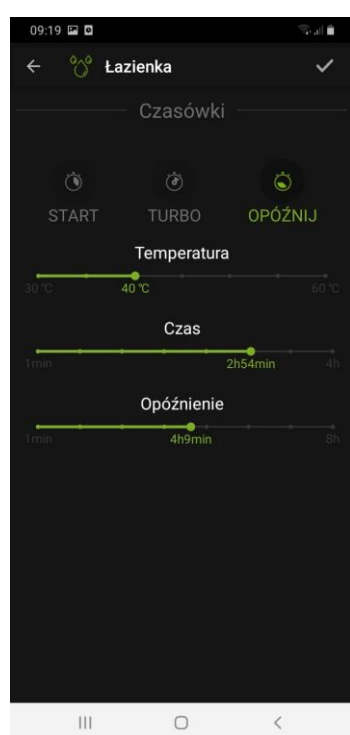 09:19
Łazienka
Czasówki
START TURBO OPÓŹNIJ
Temperatura
30 °C 40 °C 60 °C
Czas
1min 2h54min 4h
Opóźnienie
1min 4h9min 8h